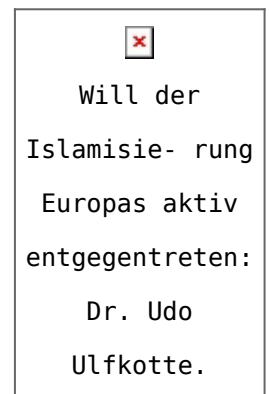 Will der
Islamisie- rung
Europas aktiv
entgegentreten:
Dr. Udo
Ulfkotte.